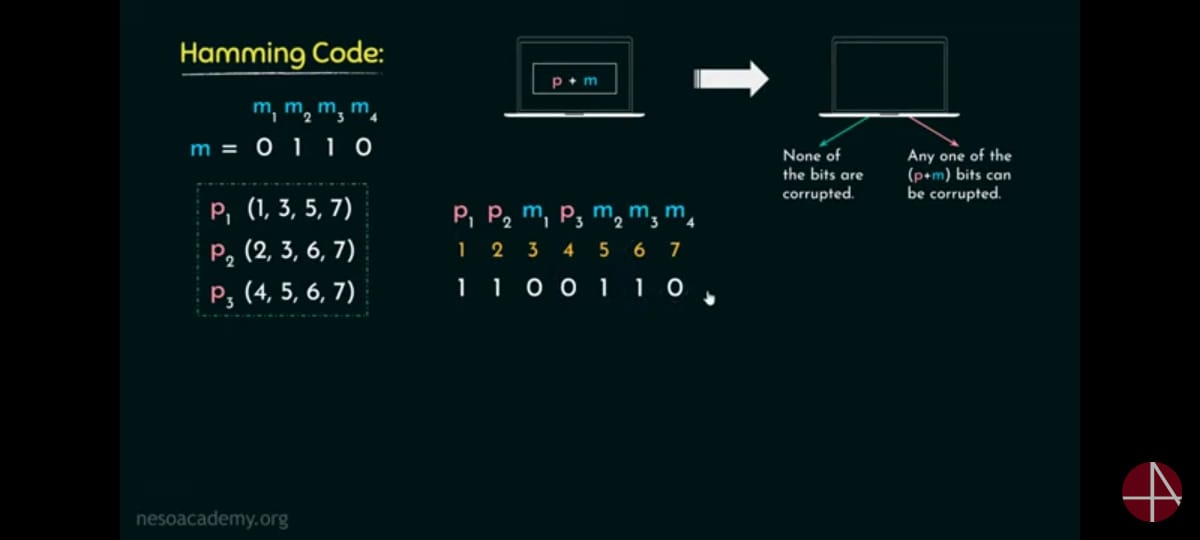 Hamming Code:
m₁ m₂ m₃ m₄
m = 0 1 1 0
p₁ (1, 3, 5, 7)
p₂ (2, 3, 6, 7)
p₃ (4, 5, 6, 7)
p + m
None of
the bits are
corrupted.
Any one of the
(p+m) bits can
be corrupted.
p₁ p₂ m₁ p₃ m₂ m₃ m₄
1 2 3 4 5 6 7
1 1 0 0 1 1 0
nesoacademy.org